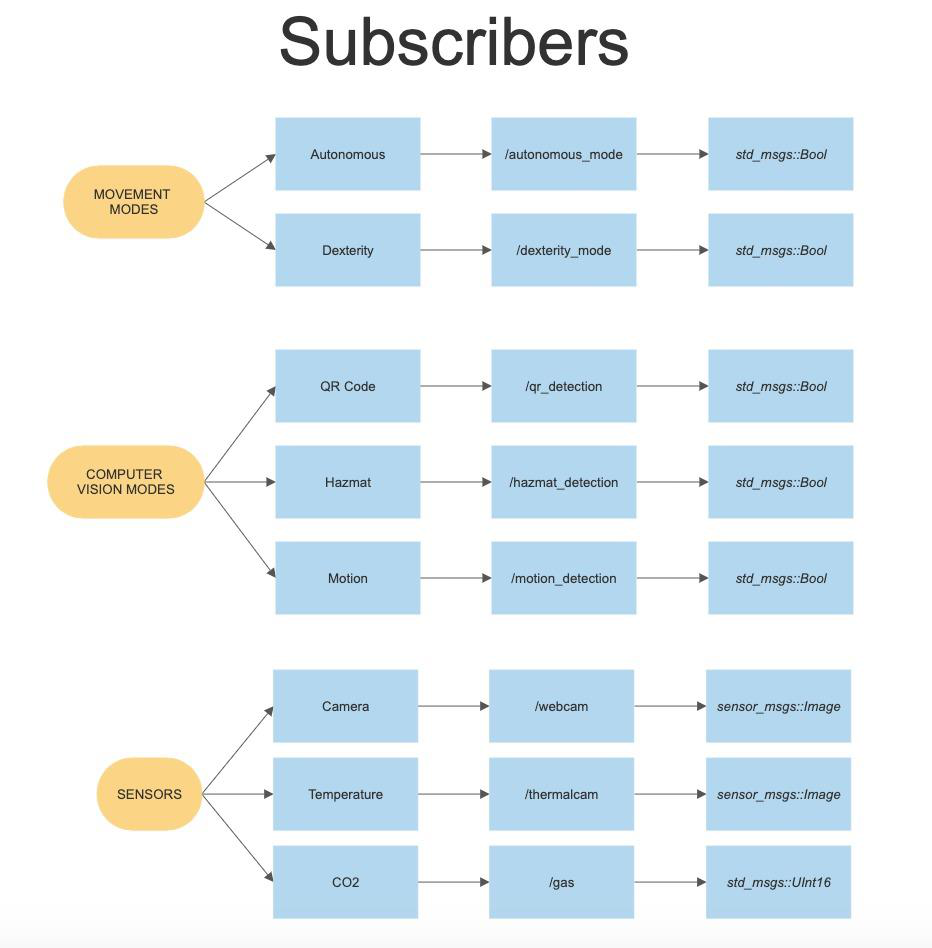 Subscribers
MOVEMENT
MODES
Autonomous
/autonomous_mode
std_msgs::Bool
Dexterity
/dexterity_mode
std_msgs::Bool
COMPUTER
VISION MODES
QR Code
/qr_detection
std_msgs::Bool
Hazmat
/hazmat_detection
std_msgs::Bool
Motion
/motion_detection
std_msgs::Bool
SENSORS
Camera
/webcam
sensor_msgs::Image
Temperature
/thermalcam
sensor_msgs::Image
CO2
/gas
std_msgs::UInt16